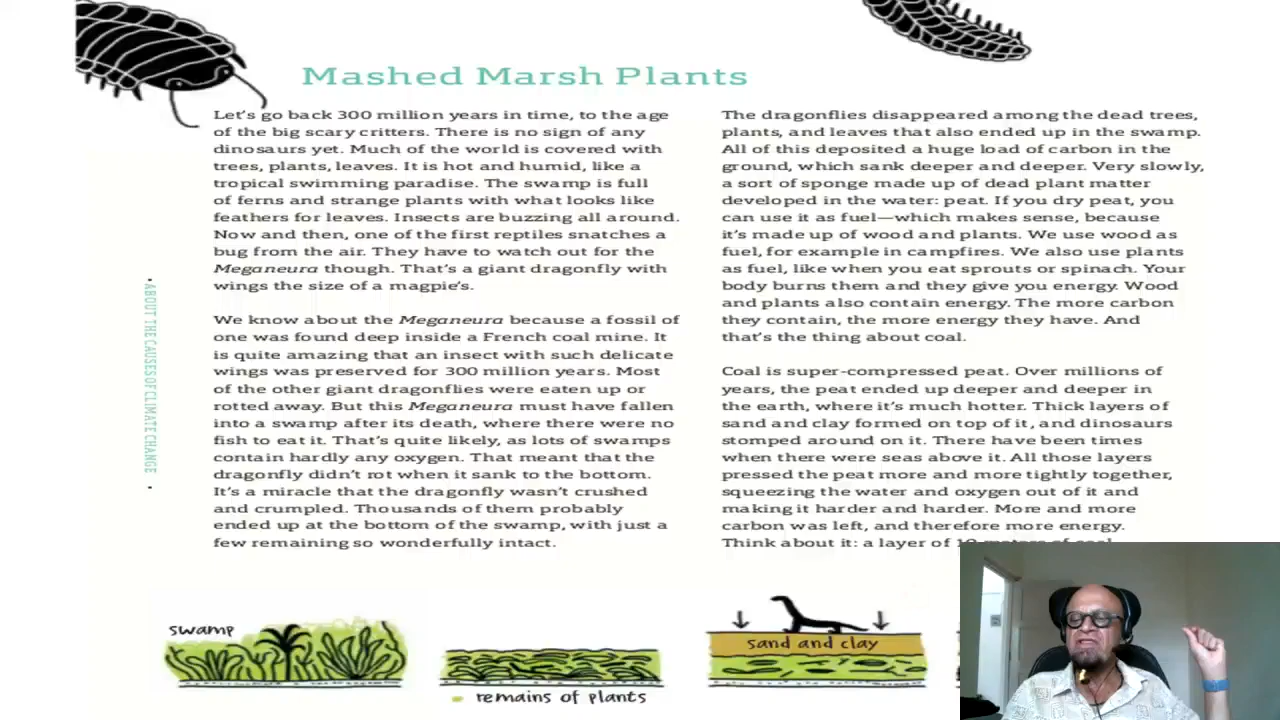 Mashed Marsh Plants
Let's go back 300 million years in time, to the age
of the big scary critters. There is no sign of any
dinosaurs yet. Much of the world is covered with
trees, plants, leaves. It is hot and humid, like a
tropical swimming paradise. The swamp is full
of ferns and strange plants with what looks like
feathers for leaves. Insects are buzzing all around.
Now and then, one of the first reptiles snatches a
bug from the air. They have to watch out for the
Meganeura though. That's a giant dragonfly with
wings the size of a magpie's.
We know about the Meganeura because a fossil of
one was found deep inside a French coal mine. It
is quite amazing that an insect with such delicate
wings was preserved for 300 million years. Most
of the other giant dragonflies were eaten up or
rotted away. But this Meganeura must have fallen
into a swamp after its death, where there were no
fish to eat it. That's quite likely, as lots of swamps
contain hardly any oxygen. That meant that the
dragonfly didn't rot when it sank to the bottom.
It's a miracle that the dragonfly wasn't crushed
and crumpled. Thousands of them probably
ended up at the bottom of the swamp, with just a
few remaining so wonderfully intact.
The dragonflies disappeared among the dead trees,
plants, and leaves that also ended up in the swamp.
All of this deposited a huge load of carbon in the
ground, which sank deeper and deeper. Very slowly,
a sort of sponge made up of dead plant matter
developed in the water: peat. If you dry peat, you
can use it as fuel—which makes sense, because
it's made up of wood and plants. We use wood as
fuel, for example in campfires. We also use plants
as fuel, like when you eat sprouts or spinach. Your
body burns them and they give you energy. Wood
and plants also contain energy. The more carbon
they contain, the more energy they have. And
that's the thing about coal.
Coal is super-compressed peat. Over millions of
years, the peat ended up deeper and deeper in
the earth, where it's much hotter. Thick layers of
sand and clay formed on top of it, and dinosaurs
stomped around on it. There have been times
when there were seas above it. All those layers
pressed the peat more and more tightly together,
squeezing the water and oxygen out of it and
making it harder and harder. More and more
carbon was left, and therefore more energy.
Think about it: a layer of
• ABOUT THE CAUSES OF CLIMATE CHANGE •
swamp
remains of plants
sand and clay